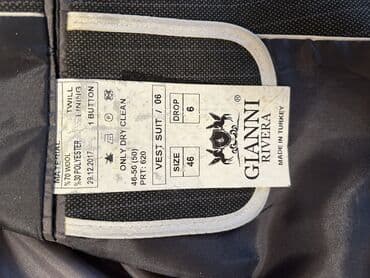 GIANNI
RIVERA
®
MADE IN TURKEY
SIZE
46
DROP
6
VEST SUIT / 06
ONLY DRY CLEAN
46-56 (50)
PRT: 620
MATERIAL
%70 WOOL
%30 POLYESTER
29.12.2017
TWILL
LINING
1 BUTTON